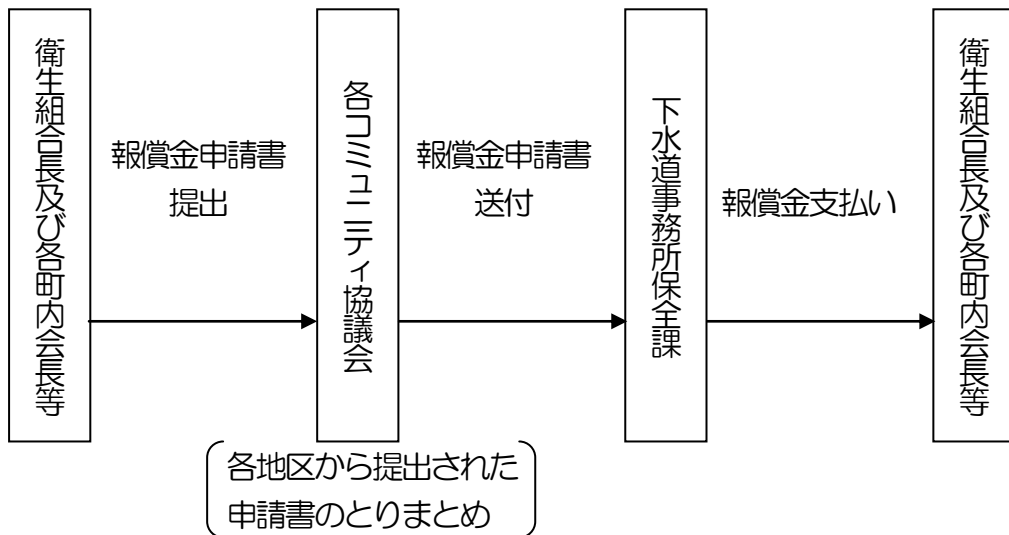 衛生組合長及び各町内会長等
報償金申請書
提出
各コミュニティ協議会
報償金申請書
送付
下水道事務所保全課
報償金支払い
衛生組合長及び各町内会長等
各地区から提出された
申請書のとりまとめ